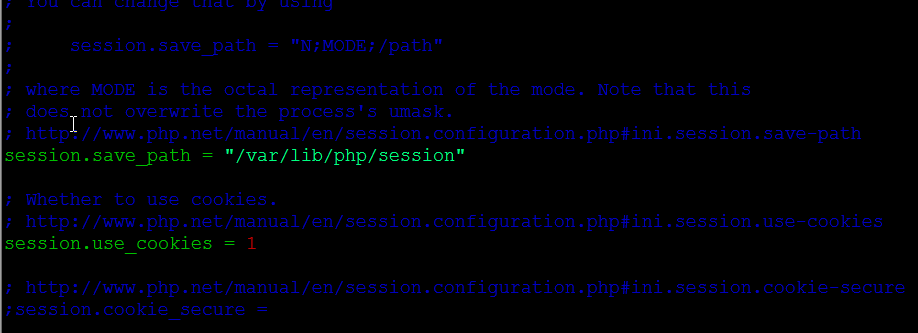 ; You can change that by using
;
;     session.save_path = "N;MODE;/path"
;
; where MODE is the octal representation of the mode. Note that this
; does not overwrite the process's umask.
; http://www.php.net/manual/en/session.configuration.php#ini.session.save-path
session.save_path = "/var/lib/php/session"

; Whether to use cookies.
; http://www.php.net/manual/en/session.configuration.php#ini.session.use-cookies
session.use_cookies = 1

; http://www.php.net/manual/en/session.configuration.php#ini.session.cookie-secure
;session.cookie_secure =